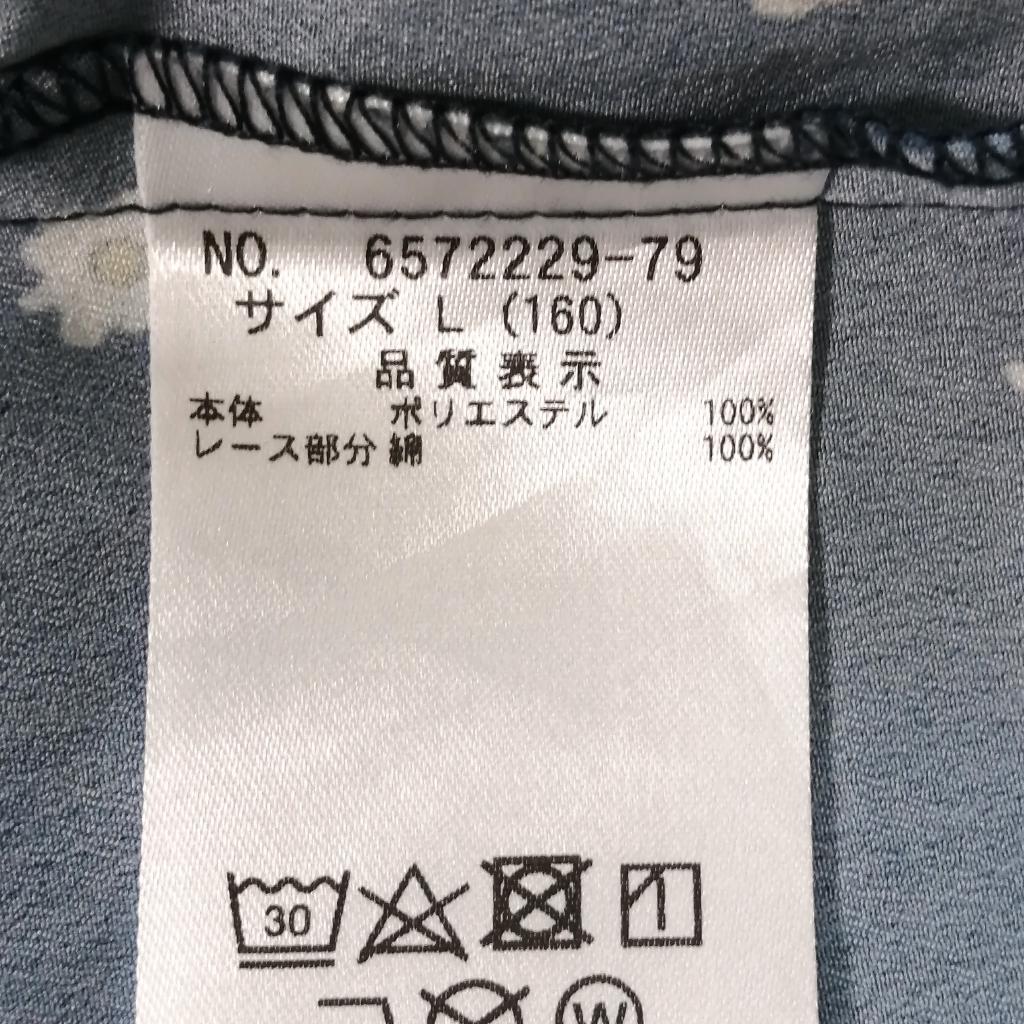 NO. 6572229-79
サイズ L (160)
品質表示
本体 ポリエステル 100%
レース部分 綿 100%
30
W